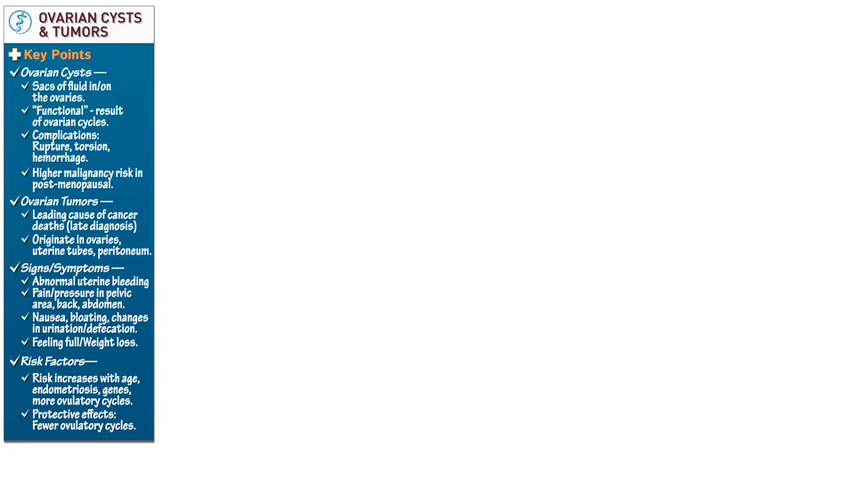 OVARIAN CYSTS
& TUMORS
Key Points
Ovarian Cysts —
Sacs of fluid in/on
the ovaries.
"Functional" - result
of ovarian cycles.
Complications:
Rupture, torsion,
hemorrhage.
Higher malignancy risk in
post-menopausal.
Ovarian Tumors —
Leading cause of cancer
deaths (late diagnosis)
Originate in ovaries,
uterine tubes, peritoneum.
Signs/Symptoms —
Abnormal uterine bleeding
Pain/pressure in pelvic
area, back, abdomen.
Nausea, bloating, changes
in urination/defecation.
Feeling full/Weight loss.
Risk Factors—
Risk increases with age,
endometriosis, genes,
more ovulatory cycles.
Protective effects:
Fewer ovulatory cycles.